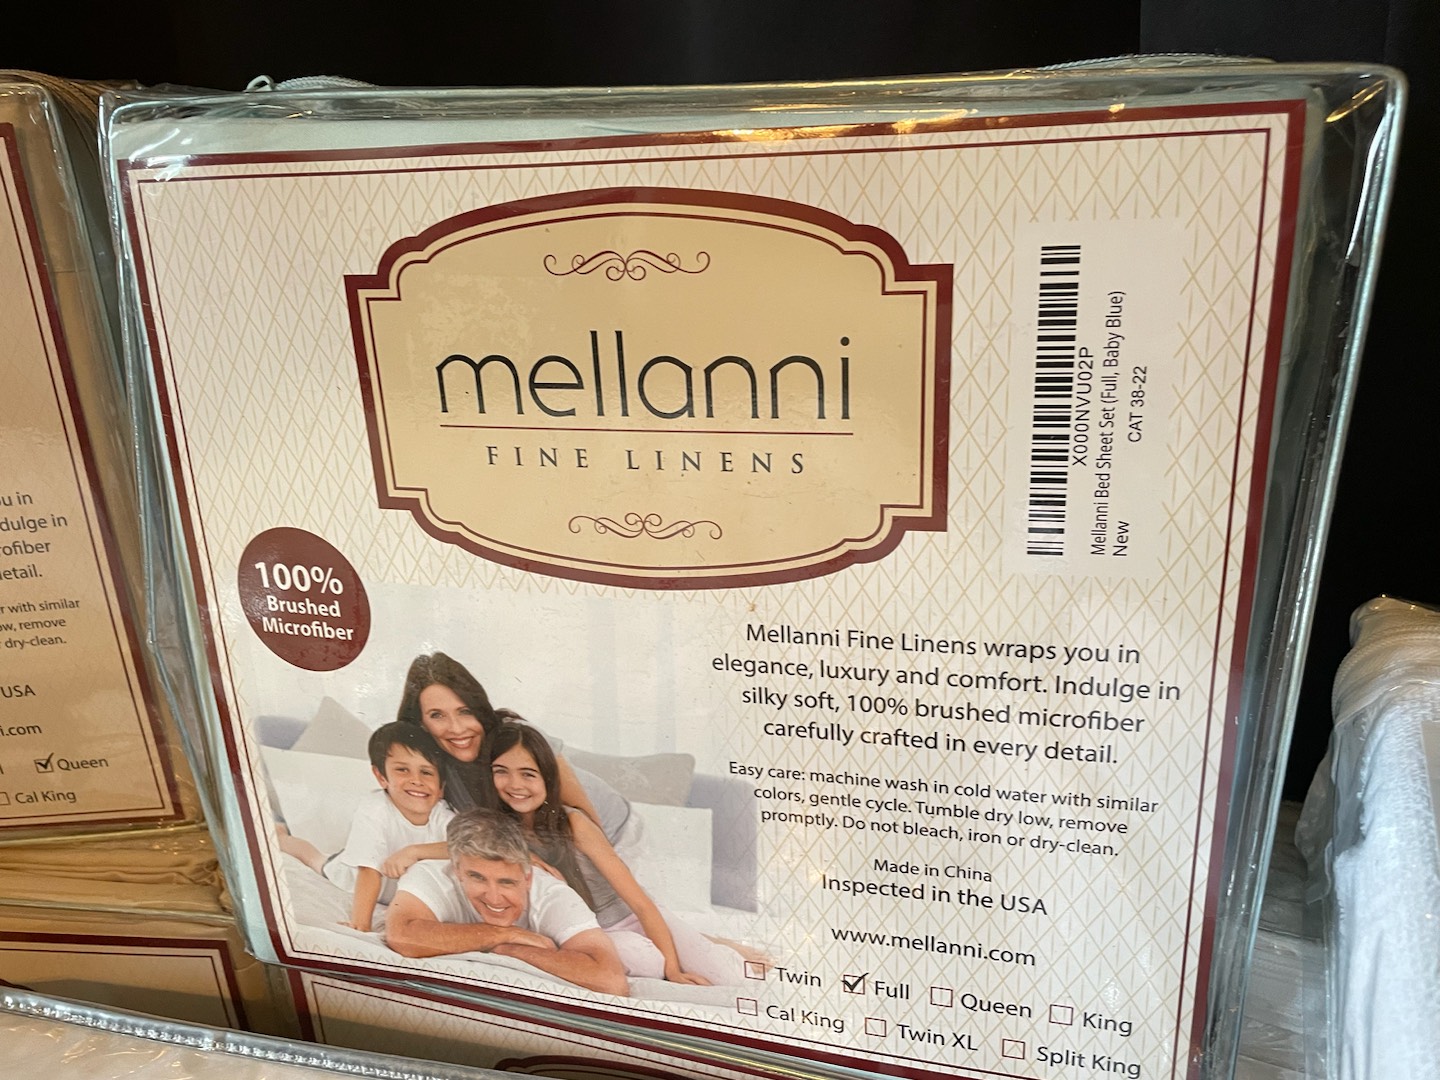 mellanni
FINE LINENS
X000NVU02P
Mellanni Bed Sheet Set (Full, Baby Blue)
New
CAT 38-22
100%
Brushed
Microfiber
Mellanni Fine Linens wraps you in
elegance, luxury and comfort. Indulge in
silky soft, 100% brushed microfiber
carefully crafted in every detail.
Easy care: machine wash in cold water with similar
colors, gentle cycle. Tumble dry low, remove
promptly. Do not bleach, iron or dry-clean.
Made in China
Inspected in the USA
www.mellanni.com
Twin Full Queen King
Cal King Twin XL Split King
in
in
with similar
remove
dry-clean.
USA
Queen
Cal King